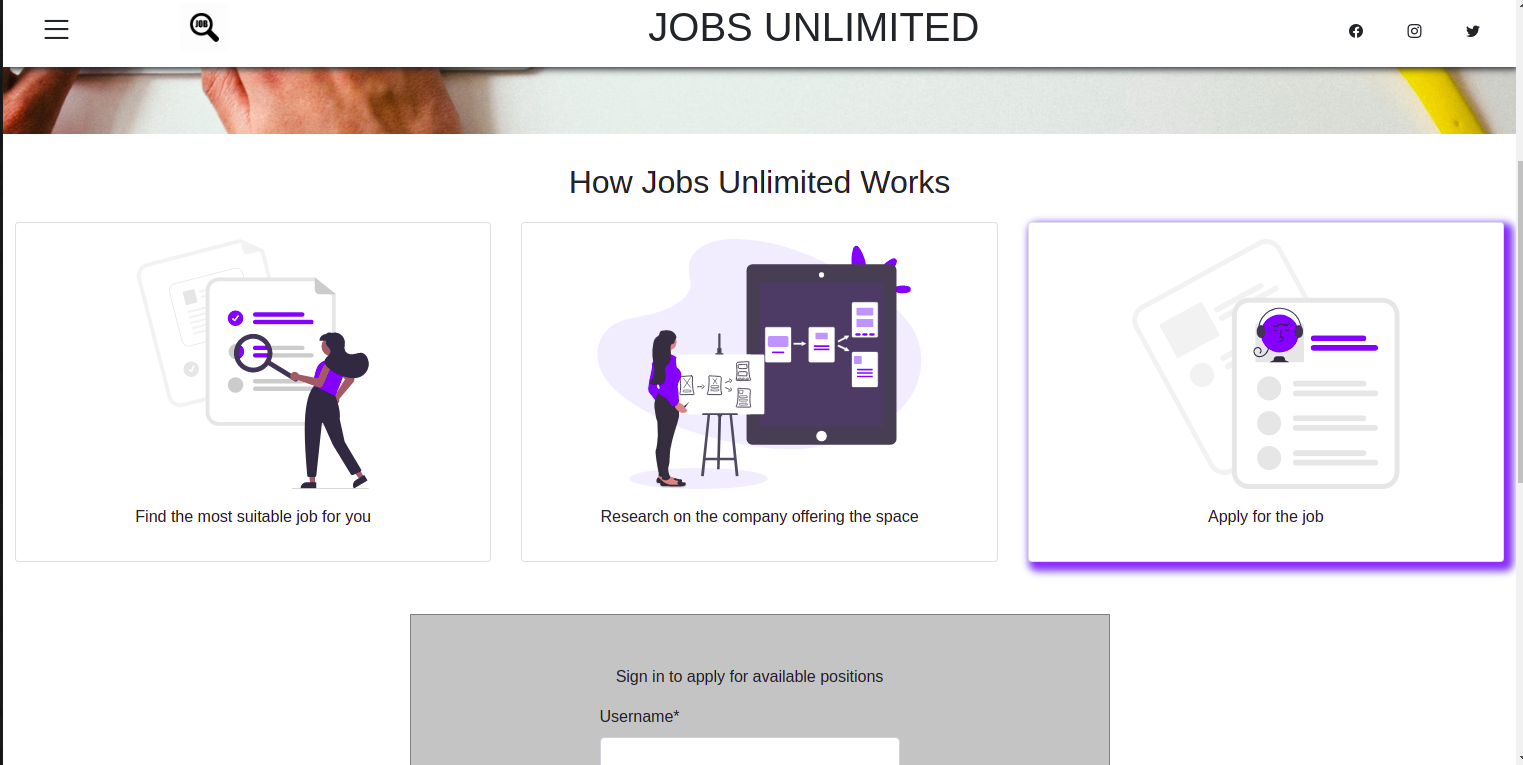 JOB
JOBS UNLIMITED
How Jobs Unlimited Works
Find the most suitable job for you
Research on the company offering the space
Apply for the job
Sign in to apply for available positions
Username*